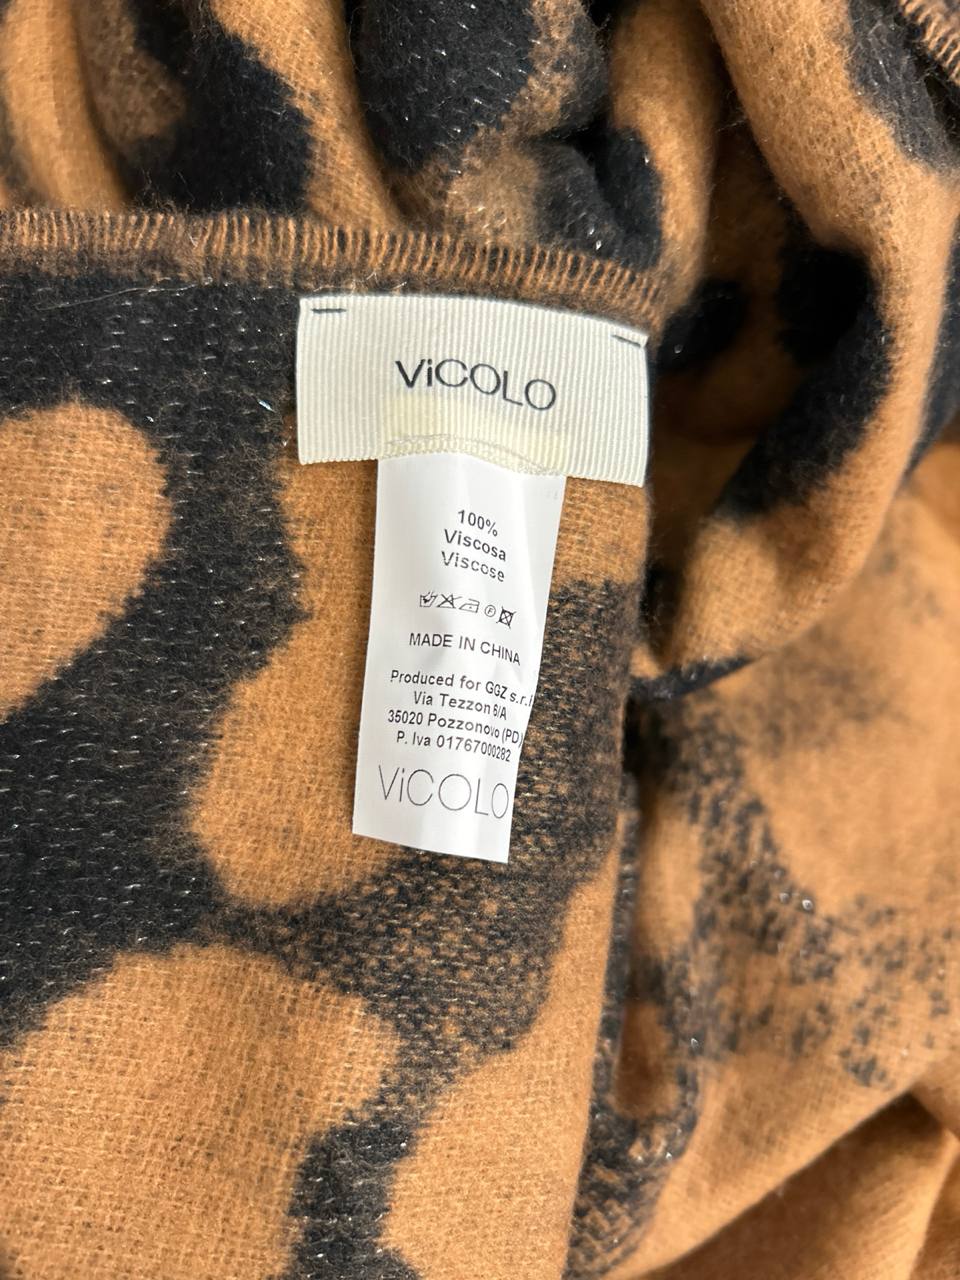 ViCOLO
100%
Viscosa
Viscose
MADE IN CHINA
Produced for GGZ s.r.l
Via Tezzon 6/A
35020 Pozzonovo (PD)
P. Iva 01767000282
ViCOLO